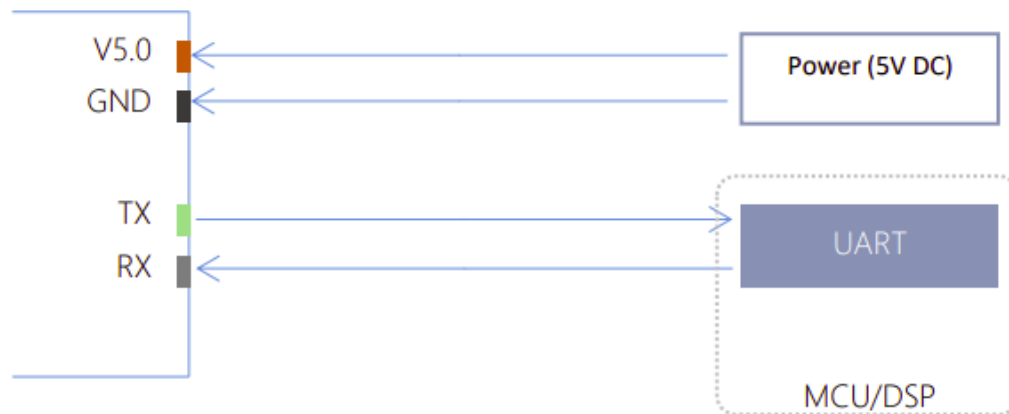 V5.0
Power (5V DC)
GND
TX
UART
RX
MCU/DSP